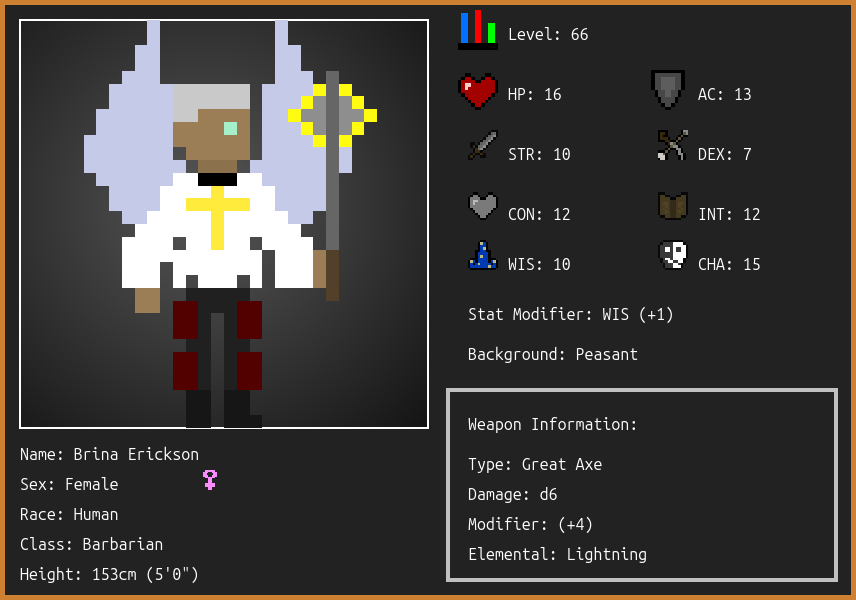 Level: 66
HP: 16
AC: 13
STR: 10
DEX: 7
CON: 12
INT: 12
WIS: 10
CHA: 15
Stat Modifier: WIS (+1)
Background: Peasant
Weapon Information:
Type: Great Axe
Damage: d6
Modifier: (+4)
Elemental: Lightning
Name: Brina Erickson
Sex: Female
Race: Human
Class: Barbarian
Height: 153cm (5'0")